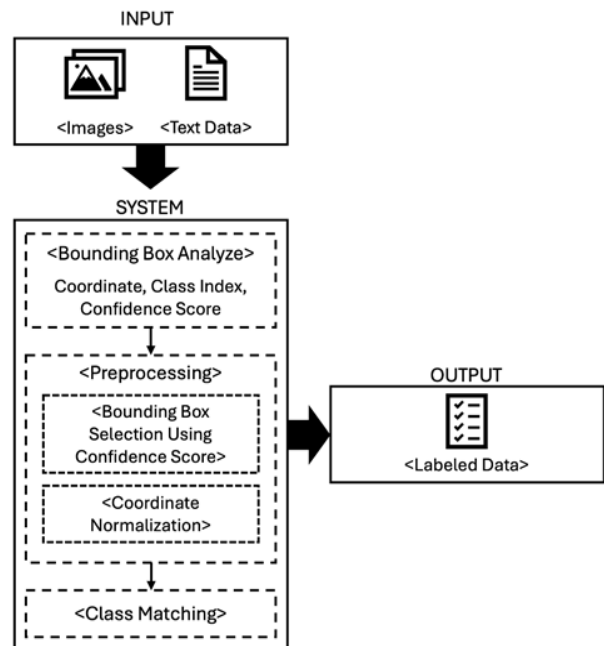 INPUT
<Images> <Text Data>
SYSTEM
<Bounding Box Analyze>
Coordinate, Class Index,
Confidence Score
<Preprocessing>
<Bounding Box
Selection Using
Confidence Score>
<Coordinate
Normalization>
<Class Matching>
OUTPUT
<Labeled Data>